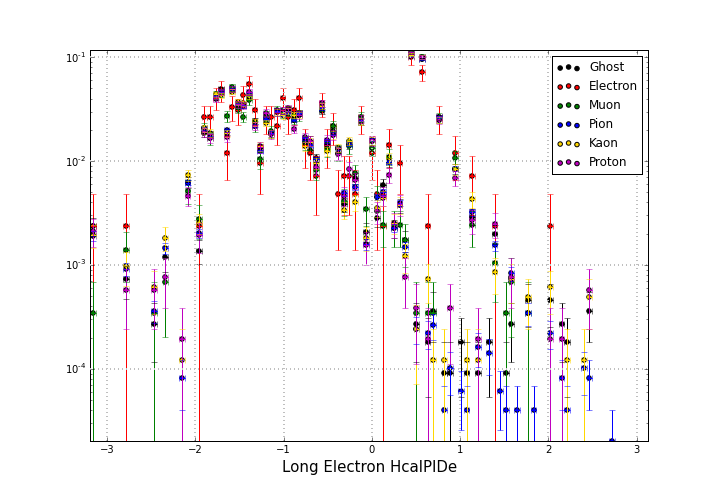 10⁻¹
10⁻²
10⁻³
10⁻⁴
Ghost
Electron
Muon
Pion
Kaon
Proton
−3 −2 −1 0 1 2 3
Long Electron HcalPIDe